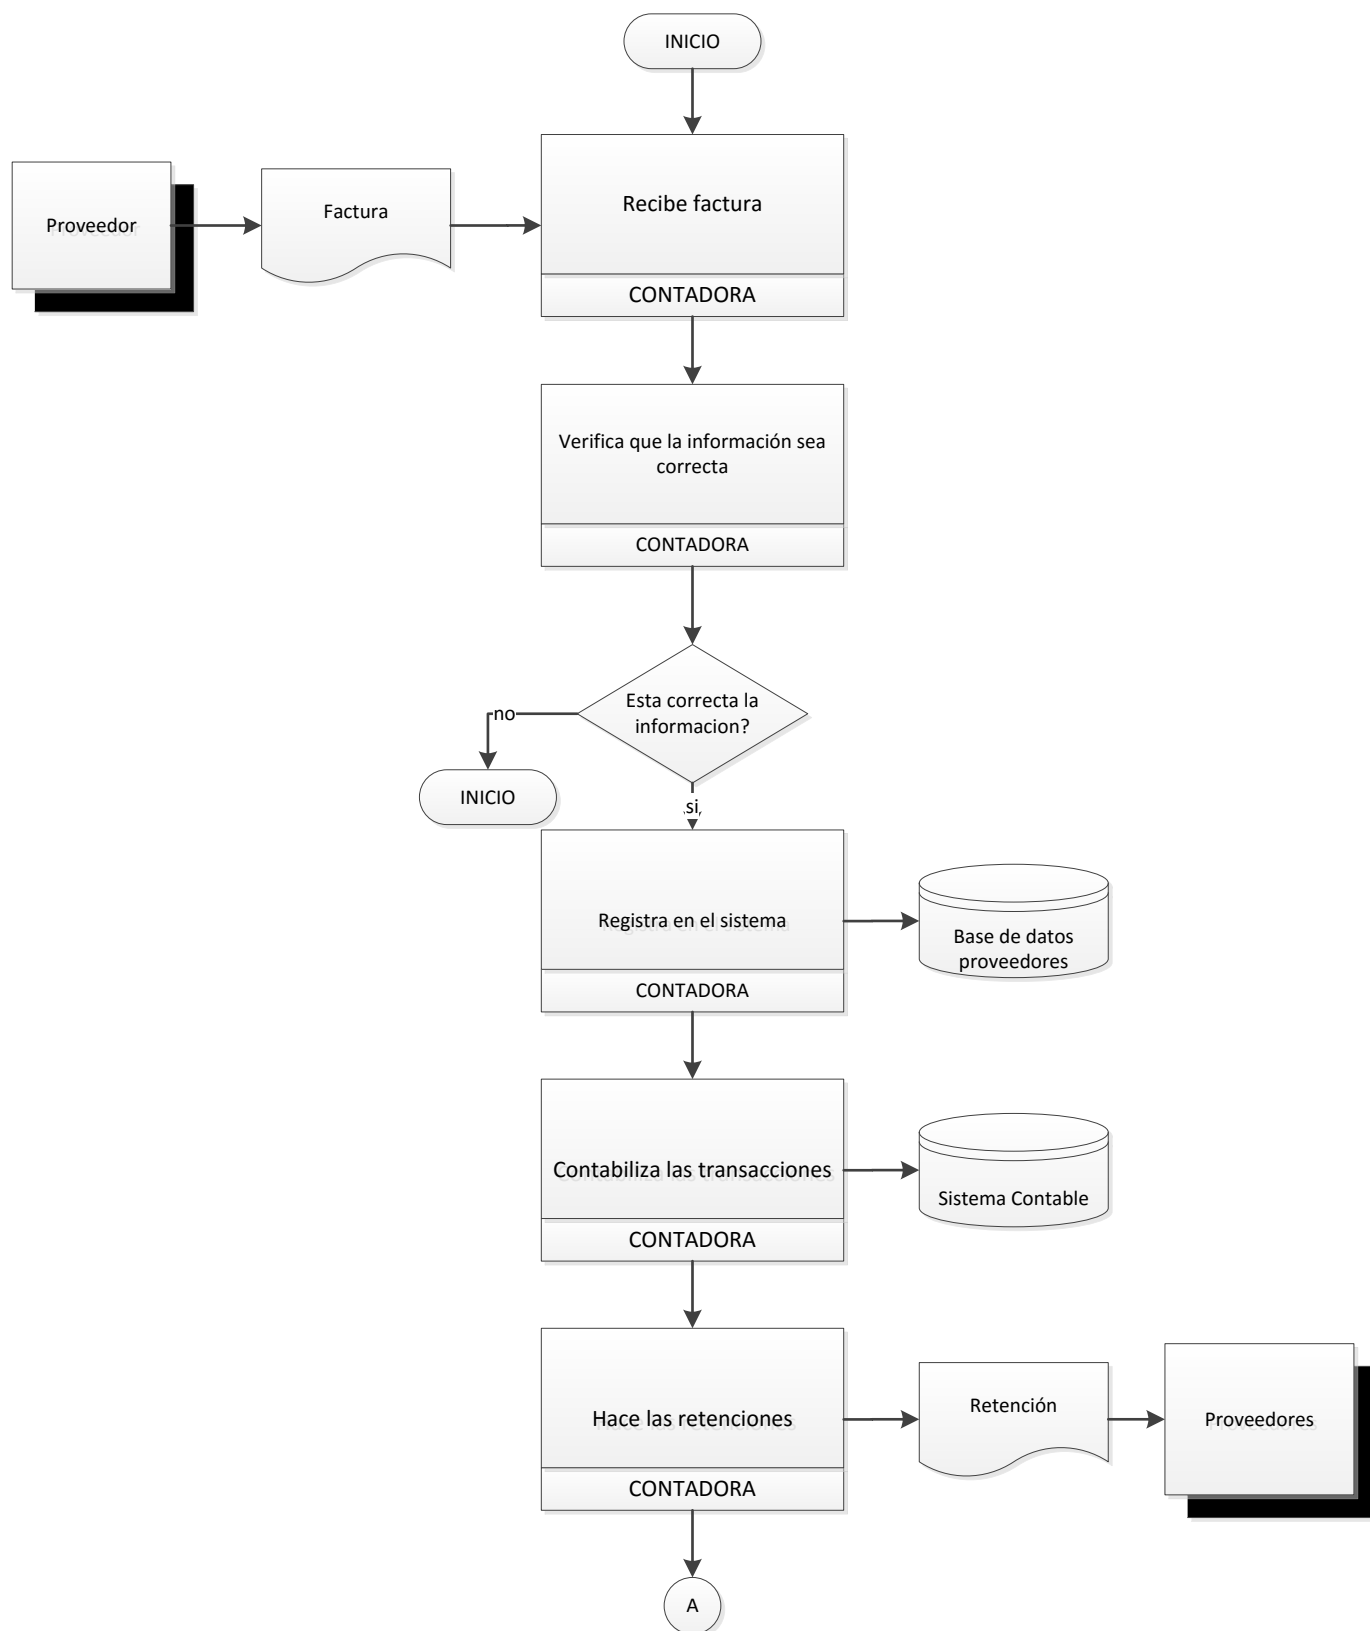 INICIO
Proveedor
Factura
Recibe factura
CONTADORA
Verifica que la información sea
correcta
CONTADORA
Esta correcta la
informacion?
no
INICIO
si
Registra en el sistema
CONTADORA
Base de datos
proveedores
Contabiliza las transacciones
CONTADORA
Sistema Contable
Hace las retenciones
CONTADORA
Retención
Proveedores
A